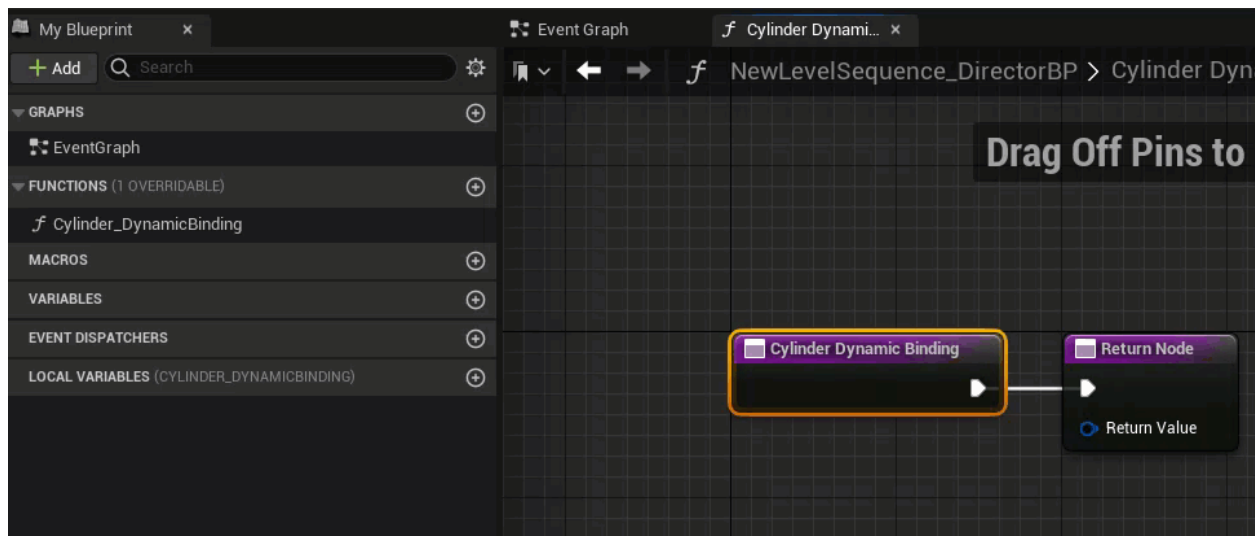 My Blueprint
+ Add
Search
GRAPHS
EventGraph
FUNCTIONS (1 OVERRIDABLE)
f Cylinder_DynamicBinding
MACROS
VARIABLES
EVENT DISPATCHERS
LOCAL VARIABLES (CYLINDER_DYNAMICBINDING)
Event Graph
f Cylinder Dynami...
f NewLevelSequence_DirectorBP > Cylinder Dyn
Drag Off Pins to
Cylinder Dynamic Binding
Return Node
Return Value